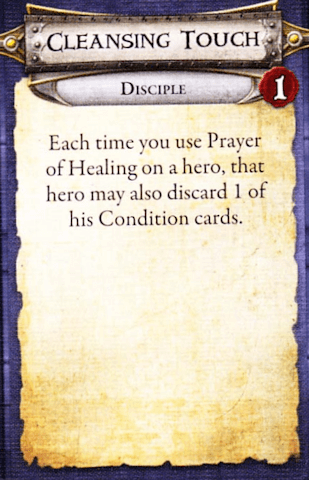 Cleansing Touch
Disciple
1
Each time you use Prayer
of Healing on a hero, that
hero may also discard 1 of
his Condition cards.